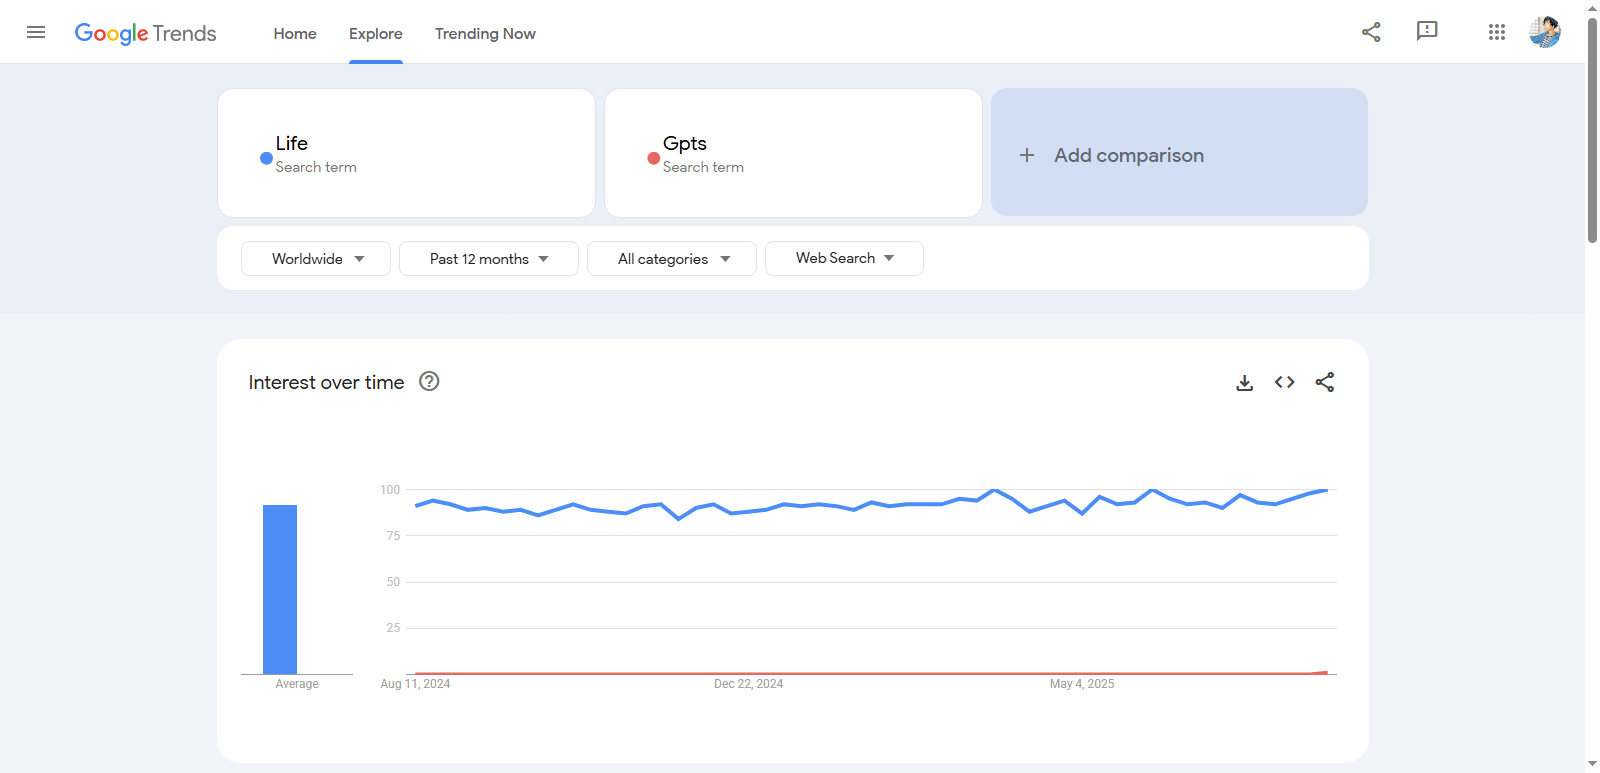 Google Trends
Home
Explore
Trending Now
Life
Search term
Gpts
Search term
+ Add comparison
Worldwide
Past 12 months
All categories
Web Search
Interest over time
100
75
50
25
Average
Aug 11, 2024
Dec 22, 2024
May 4, 2025